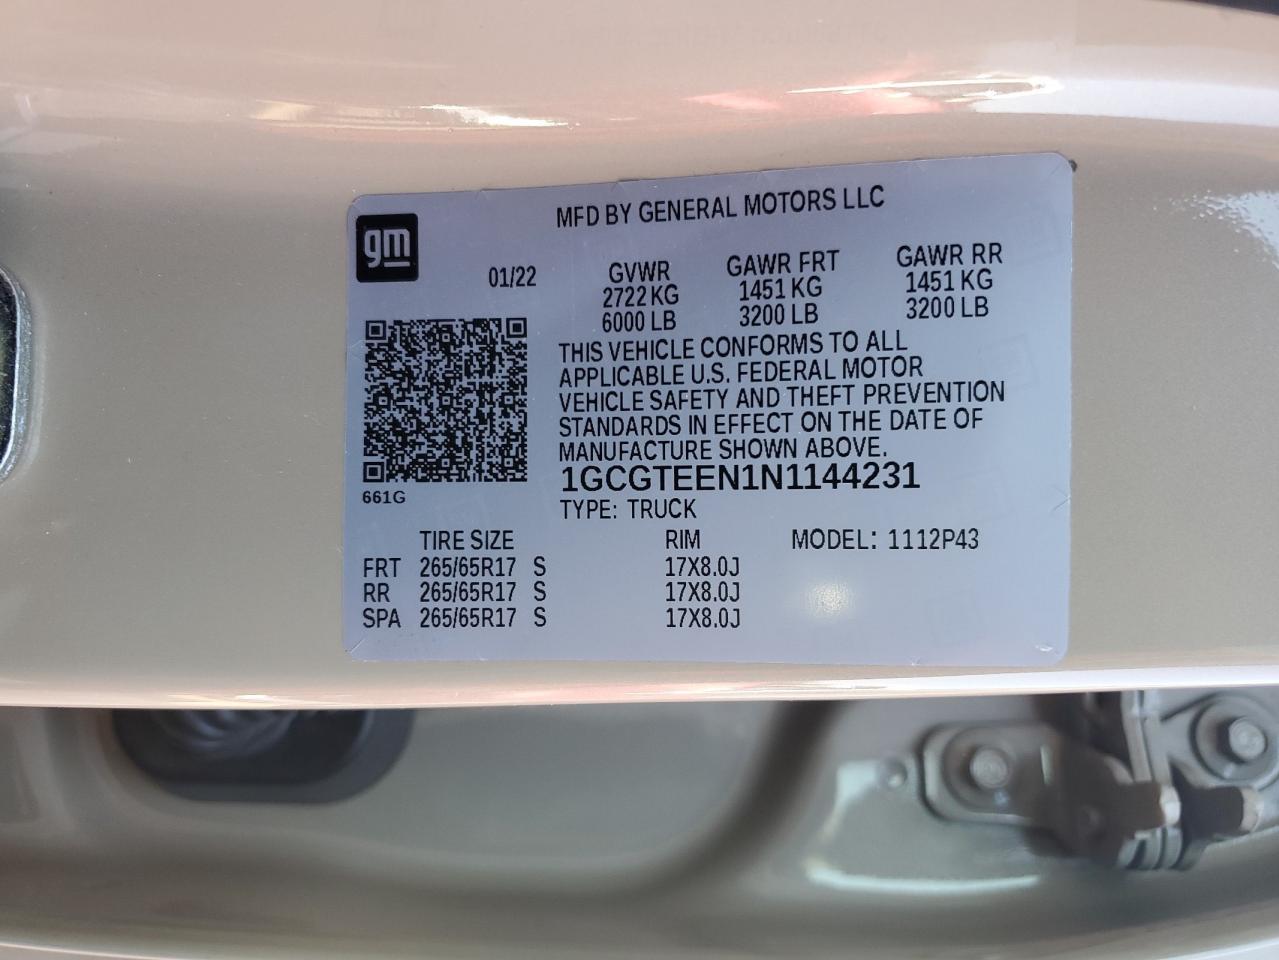 MFD BY GENERAL MOTORS LLC
gm
01/22
GVWR GAWR FRT GAWR RR
2722 KG 1451 KG 1451 KG
6000 LB 3200 LB 3200 LB
THIS VEHICLE CONFORMS TO ALL
APPLICABLE U.S. FEDERAL MOTOR
VEHICLE SAFETY AND THEFT PREVENTION
STANDARDS IN EFFECT ON THE DATE OF
MANUFACTURE SHOWN ABOVE.
1GCGTEEN1N1144231
661G
TYPE: TRUCK
TIRE SIZE RIM MODEL: 1112P43
FRT 265/65R17 S 17X8.0J
RR 265/65R17 S 17X8.0J
SPA 265/65R17 S 17X8.0J